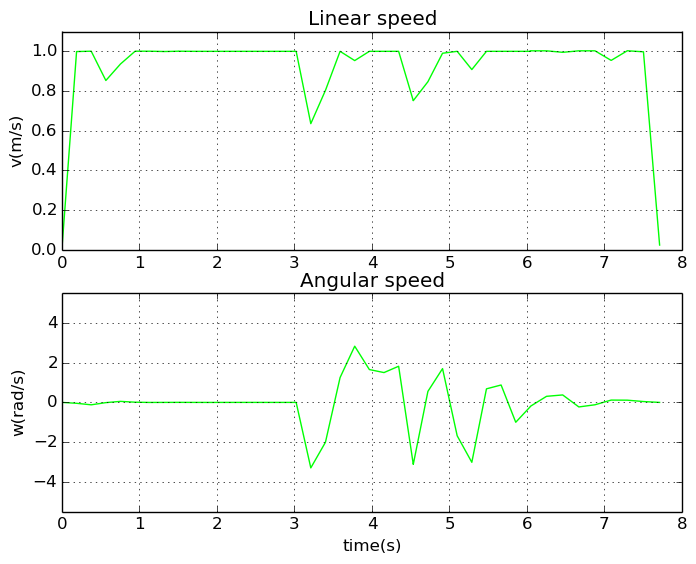 Linear speed
v(m/s)
1.0
0.8
0.6
0.4
0.2
0.0
0 1 2 3 4 5 6 7 8
Angular speed
w(rad/s)
4
2
0
−2
−4
0 1 2 3 4 5 6 7 8
time(s)